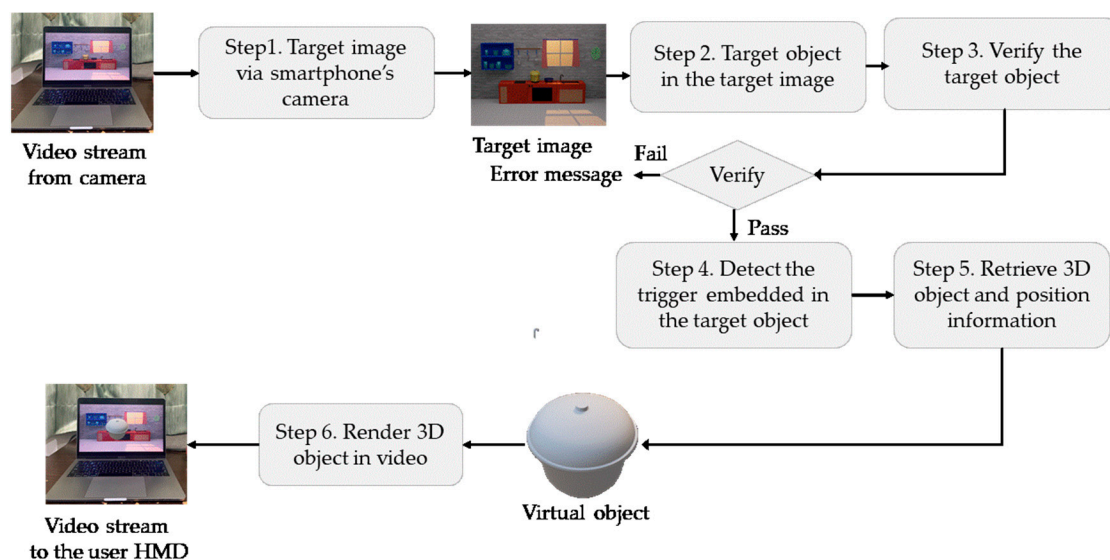 Step1. Target image
via smartphone's
camera
Step 2. Target object
in the target image
Step 3. Verify the
target object
Video stream
from camera
Target image
Error message
Fail
Verify
Pass
Step 4. Detect the
trigger embedded in
the target object
Step 5. Retrieve 3D
object and position
information
r
Step 6. Render 3D
object in video
Virtual object
Video stream
to the user HMD